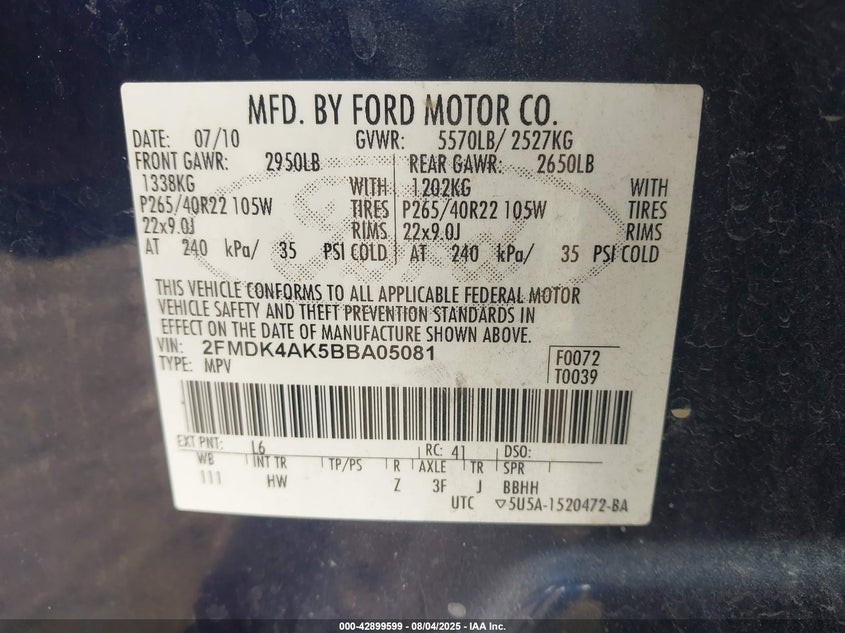 MFD. BY FORD MOTOR CO.
DATE: 07/10 GVWR: 5570LB/ 2527KG
FRONT GAWR: 2950LB REAR GAWR: 2650LB
1338KG WITH 1202KG WITH
P265/40R22 105W TIRES P265/40R22 105W TIRES
22x9.0J RIMS 22x9.0J RIMS
AT 240 kPa/ 35 PSI COLD AT 240 kPa/ 35 PSI COLD
THIS VEHICLE CONFORMS TO ALL APPLICABLE FEDERAL MOTOR
VEHICLE SAFETY AND THEFT PREVENTION STANDARDS IN
EFFECT ON THE DATE OF MANUFACTURE SHOWN ABOVE.
VIN: 2FMDK4AK5BBA05081 F0072
TYPE: MPV T0039
EXT PNT: L6 RC: 41 DSO:
WB INT TR TP/PS R AXLE TR SPR
111 HW Z 3F J BBHH
UTC ▽5U5A-1520472-BA
000-42899599 - 08/04/2025 - IAA Inc.